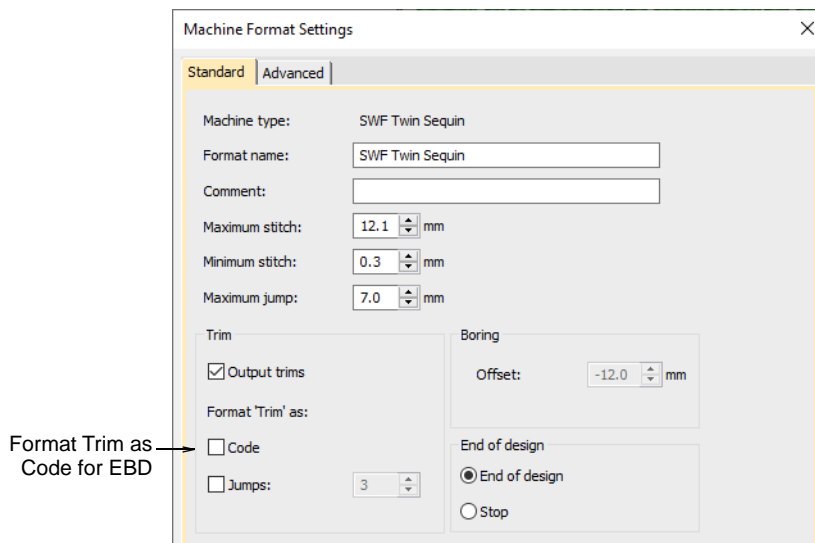 Machine Format Settings
Standard Advanced
Machine type: SWF Twin Sequin
Format name: SWF Twin Sequin
Comment:
Maximum stitch: 12.1 mm
Minimum stitch: 0.3 mm
Maximum jump: 7.0 mm
Trim
Output trims
Format 'Trim' as:
Code
Jumps: 3
Boring
Offset: -12.0 mm
End of design
End of design
Stop
Format Trim as
Code for EBD